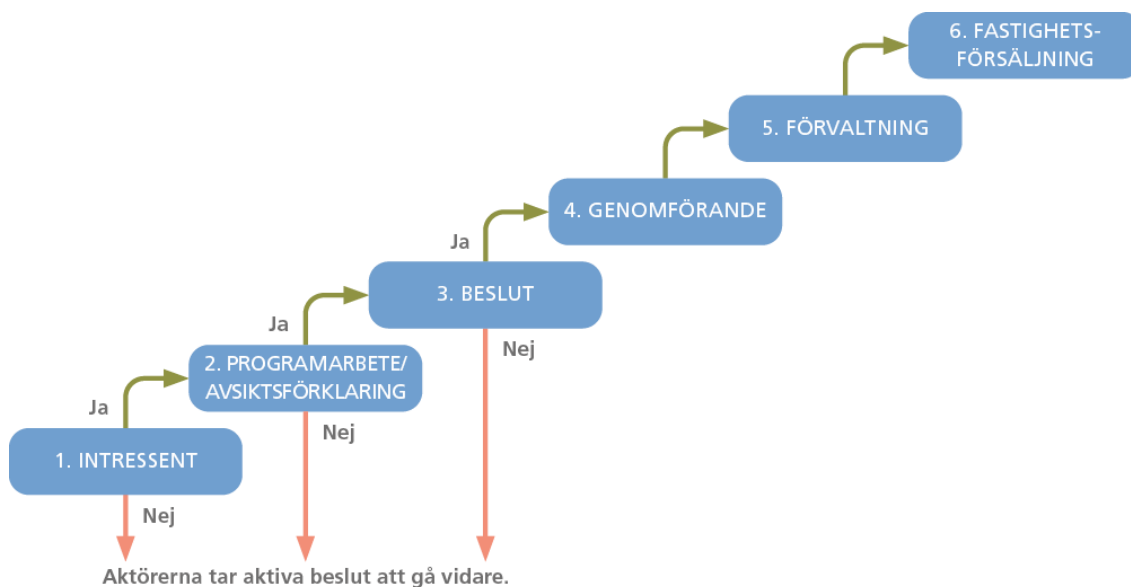 6. FASTIGHETS-
FÖRSÄLJNING
5. FÖRVALTNING
4. GENOMFÖRANDE
Ja
3. BESLUT
Ja
Nej
2. PROGRAMARBETE/
AVSIKTSFÖRKLARING
Ja
Nej
1. INTRESSENT
Nej
Aktörerna tar aktiva beslut att gå vidare.